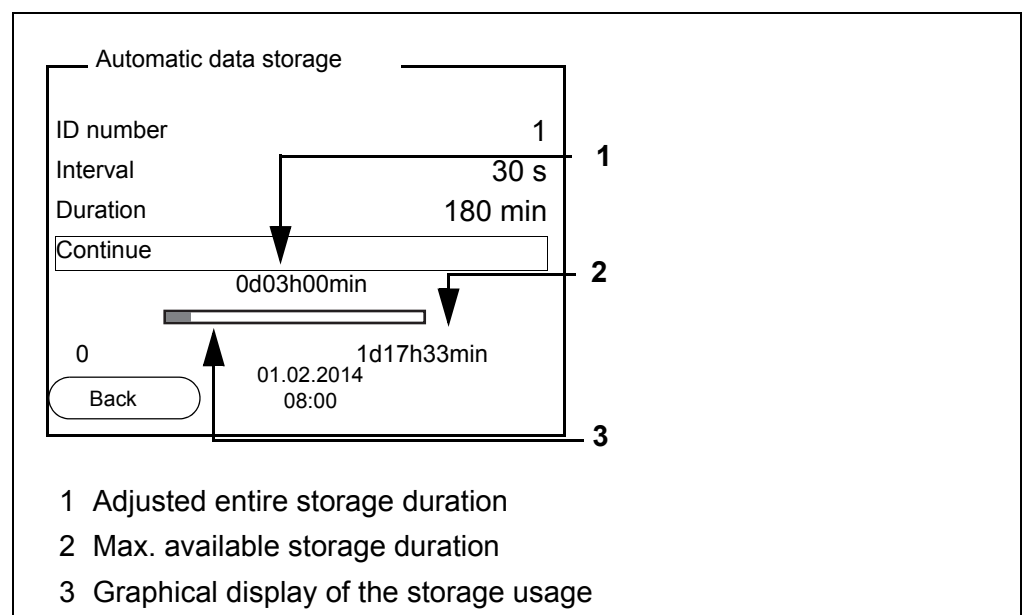 Automatic data storage
ID number 1
Interval 30 s
1
Duration 180 min
Continue
2
0d03h00min
0 1d17h33min
01.02.2014
Back 08:00
3
1 Adjusted entire storage duration
2 Max. available storage duration
3 Graphical display of the storage usage